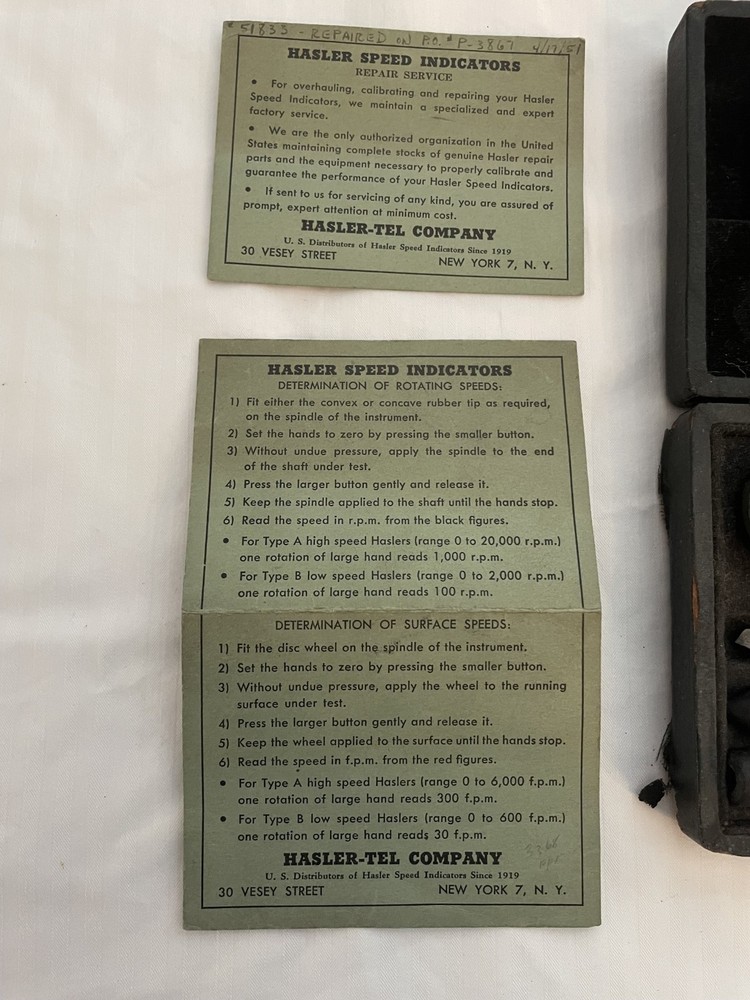 #51833 - REPAIRED ON P.O. #P-3867 4/17/51
HASLER SPEED INDICATORS
REPAIR SERVICE
• For overhauling, calibrating and repairing your Hasler
Speed Indicators, we maintain a specialized and expert
factory service.
• We are the only authorized organization in the United
States maintaining complete stocks of genuine Hasler repair
parts and the equipment necessary to properly calibrate and
guarantee the performance of your Hasler Speed Indicators.
• If sent to us for servicing of any kind, you are assured of
prompt, expert attention at minimum cost.
HASLER-TEL COMPANY
U. S. Distributors of Hasler Speed Indicators Since 1919
30 VESEY STREET NEW YORK 7, N. Y.
HASLER SPEED INDICATORS
DETERMINATION OF ROTATING SPEEDS:
1) Fit either the convex or concave rubber tip as required,
on the spindle of the instrument.
2) Set the hands to zero by pressing the smaller button.
3) Without undue pressure, apply the spindle to the end
of the shaft under test.
4) Press the larger button gently and release it.
5) Keep the spindle applied to the shaft until the hands stop.
6) Read the speed in r.p.m. from the black figures.
• For Type A high speed Haslers (range 0 to 20,000 r.p.m.)
one rotation of large hand reads 1,000 r.p.m.
• For Type B low speed Haslers (range 0 to 2,000 r.p.m.)
one rotation of large hand reads 100 r.p.m.
DETERMINATION OF SURFACE SPEEDS:
1) Fit the disc wheel on the spindle of the instrument.
2) Set the hands to zero by pressing the smaller button.
3) Without undue pressure, apply the wheel to the running
surface under test.
4) Press the larger button gently and release it.
5) Keep the wheel applied to the surface until the hands stop.
6) Read the speed in f.p.m. from the red figures.
• For Type A high speed Haslers (range 0 to 6,000 f.p.m.)
one rotation of large hand reads 300 f.p.m.
• For Type B low speed Haslers (range 0 to 600 f.p.m.)
one rotation of large hand reads 30 f.p.m.
HASLER-TEL COMPANY
U. S. Distributors of Hasler Speed Indicators Since 1919
30 VESEY STREET NEW YORK 7, N. Y.